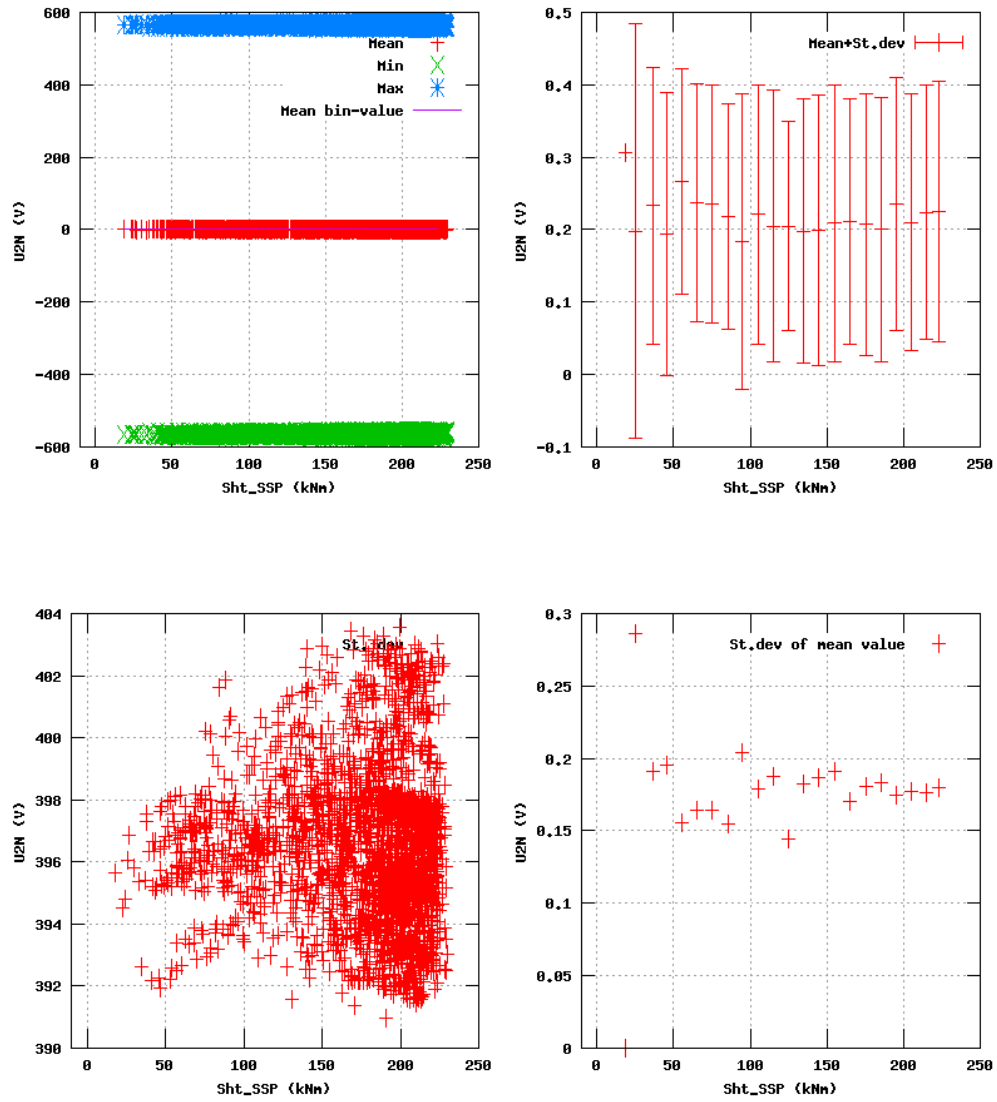 600
400
200
0
-200
-400
-600
0 50 100 150 200 250
U2N (V)
Sht_SSP (kNm)
Mean
Min
Max
Mean bin-value
0.5
0.4
0.3
0.2
0.1
0
-0.1
0 50 100 150 200 250
U2N (V)
Sht_SSP (kNm)
Mean+St.dev
404
402
400
398
396
394
392
390
0 50 100 150 200 250
U2N (V)
Sht_SSP (kNm)
St. dev
0.3
0.25
0.2
0.15
0.1
0.05
0
0 50 100 150 200 250
U2N (V)
Sht_SSP (kNm)
St.dev of mean value